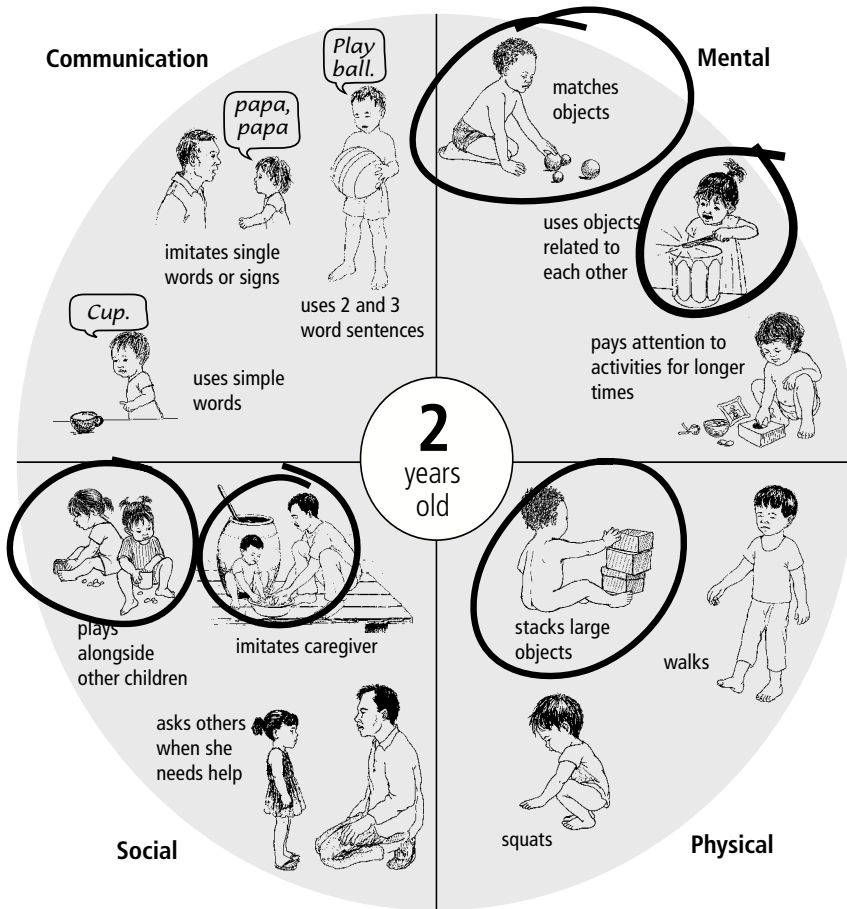 Communication
Play
ball.
papa,
papa
imitates single
words or signs
uses 2 and 3
word sentences
Cup.
uses simple
words
Mental
matches
objects
uses objects
related to
each other
pays attention to
activities for longer
times
2
years
old
plays
alongside
other children
imitates caregiver
asks others
when she
needs help
Social
stacks large
objects
walks
squats
Physical